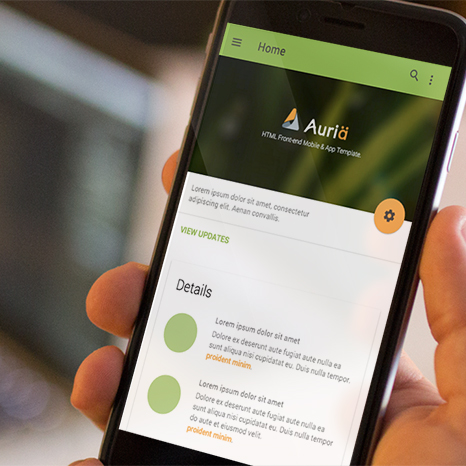 Home
Auriä
HTML Front-end Mobile & App Template.
Lorem ipsum dolor sit amet, consectetur
adipiscing elit. Aenan convallis.
VIEW UPDATES
Details
Lorem ipsum dolor sit amet
Dolore ex deserunt aute fugiat aute nulla ea
sunt aliqua nisi cupidatat eu. Duis nulla tempor.
proident minim.
Lorem ipsum dolor sit amet
Dolore ex deserunt aute fugiat aute nulla ea
sunt aliqua nisi cupidatat eu. Duis nulla tempor
do aute et eiusmod velit.
proident minim.